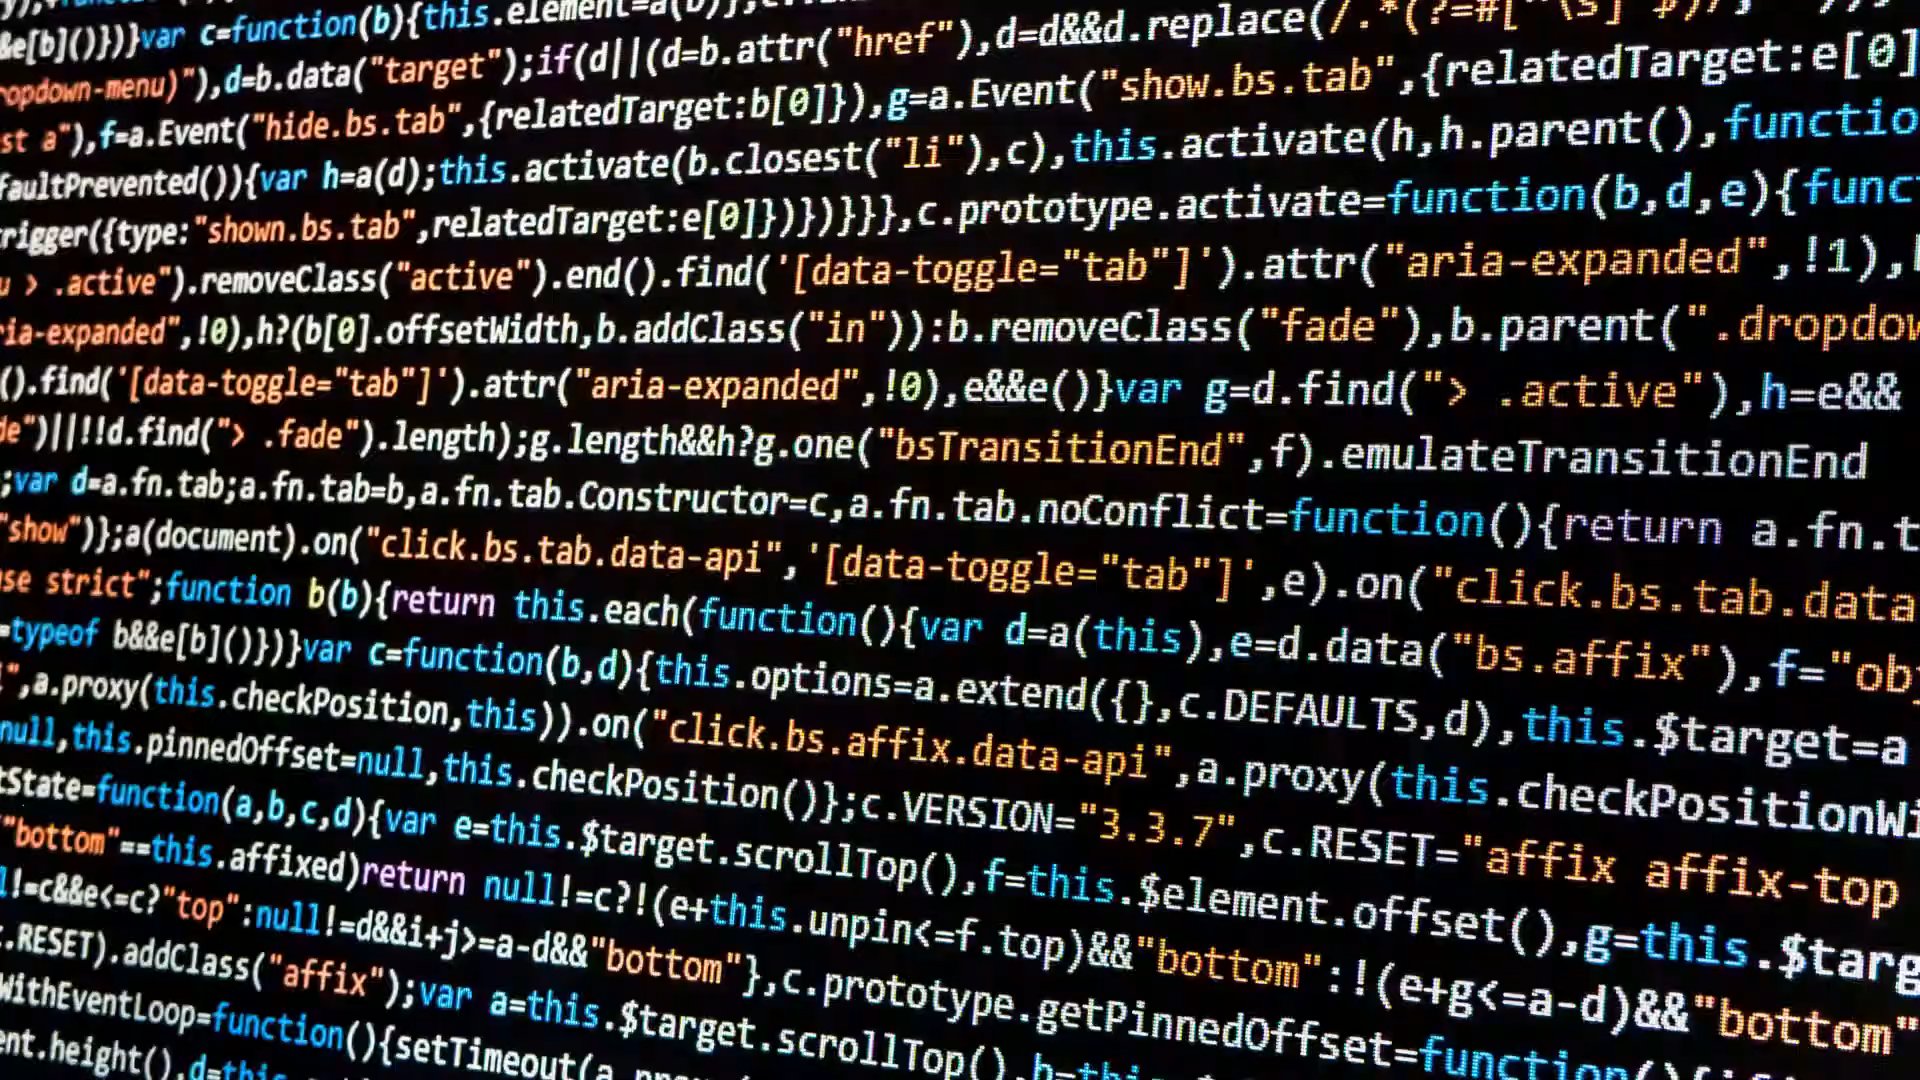 &e[b]()})}var c=function(b){this.element=a(b)
opdown-menu)"),d=b.data("target");if(d||(d=b.attr("href"),d=d&&d.replace(/.*(?=#[^\s]*$)/,
st a"),f=a.Event("hide.bs.tab",{relatedTarget:b[0]}),g=a.Event("show.bs.tab",{relatedTarget:e[0]
faultPrevented()){var h=a(d);this.activate(b.closest("li"),c),this.activate(h,h.parent(),functio
rigger({type:"shown.bs.tab",relatedTarget:e[0]})})}}},c.prototype.activate=function(b,d,e){func
u > .active").removeClass("active").end().find('[data-toggle="tab"]').attr("aria-expanded",!1),
ia-expanded",!0),h?(b[0].offsetWidth,b.addClass("in")):b.removeClass("fade"),b.parent(".dropdow
().find('[data-toggle="tab"]').attr("aria-expanded",!0),e&&e()}var g=d.find("> .active"),h=e&&
de")||!!d.find("> .fade").length);g.length&&h?g.one("bsTransitionEnd",f).emulateTransitionEnd
;var d=a.fn.tab;a.fn.tab=b,a.fn.tab.Constructor=c,a.fn.tab.noConflict=function(){return a.fn.t
"show")};a(document).on("click.bs.tab.data-api",'[data-toggle="tab"]',e).on("click.bs.tab.data
se strict";function b(b){return this.each(function(){var d=a(this),e=d.data("bs.affix"),f="ob
=typeof b&&e[b]()})}var c=function(b,d){this.options=a.extend({},c.DEFAULTS,d),this.$target=a
",a.proxy(this.checkPosition,this)).on("click.bs.affix.data-api",a.proxy(this.checkPositionWi
null,this.pinnedOffset=null,this.checkPosition()};c.VERSION="3.3.7",c.RESET="affix affix-top
tState=function(a,b,c,d){var e=this.$target.scrollTop(),f=this.$element.offset(),g=this.$targ
"bottom"==this.affixed)return null!=c?!(e+this.unpin<=f.top)&&"bottom":!(e+g<=a-d)&&"bottom"
l!=c&&e<=c?"top":null!=d&&i+j>=a-d&&"bottom"},c.prototype.getPinnedOffset=function(){
.RESET).addClass("affix");var a=this.$target.scrollTop(),b=this
WithEventLoop=function(){setTimeout(a
ent.height(),d=this